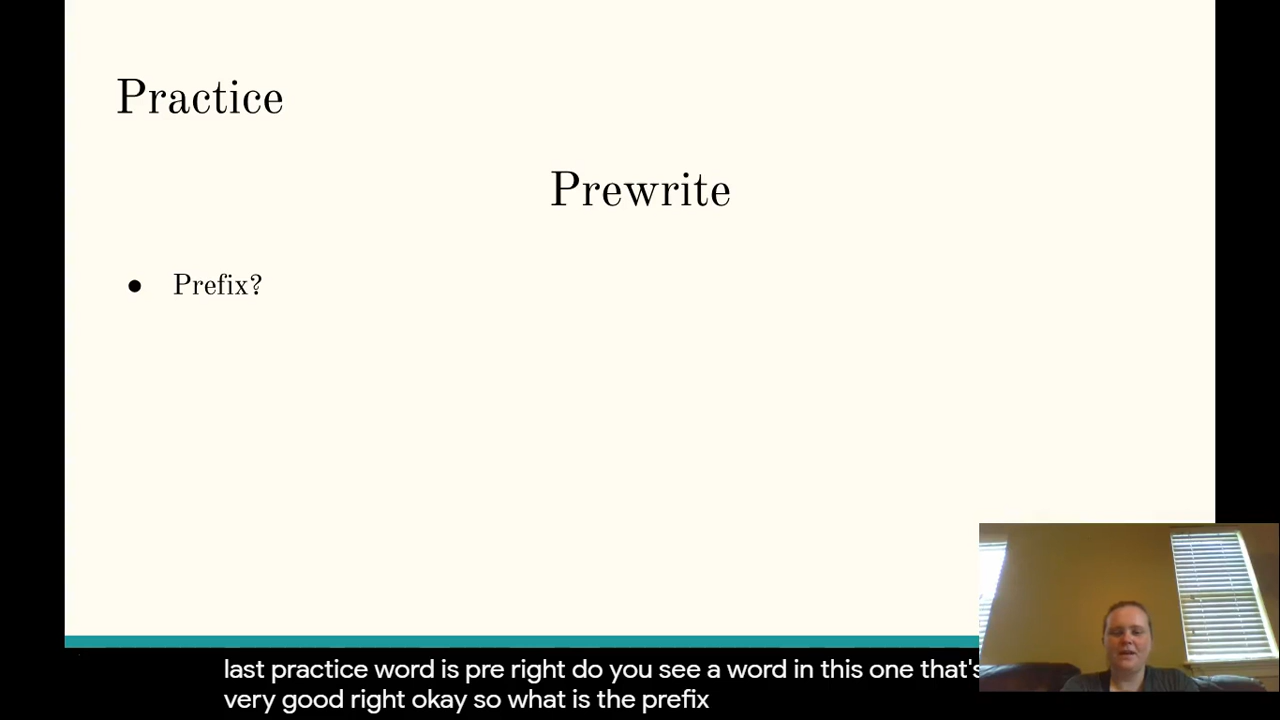 Practice
Prewrite
● Prefix?
last practice word is pre right do you see a word in this one that's
very good right okay so what is the prefix